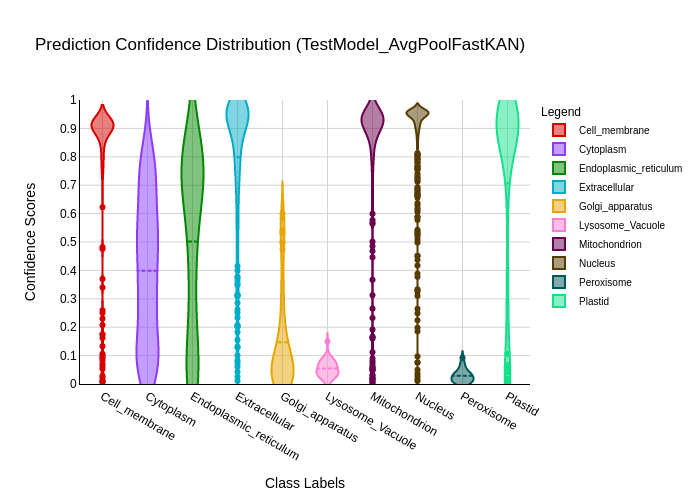 Prediction Confidence Distribution (TestModel_AvgPoolFastKAN)
Legend
Cell_membrane
Cytoplasm
Endoplasmic_reticulum
Extracellular
Golgi_apparatus
Lysosome_Vacuole
Mitochondrion
Nucleus
Peroxisome
Plastid
Confidence Scores
1
0.9
0.8
0.7
0.6
0.5
0.4
0.3
0.2
0.1
0
Cell_membrane
Cytoplasm
Endoplasmic_reticulum
Extracellular
Golgi_apparatus
Lysosome_Vacuole
Mitochondrion
Nucleus
Peroxisome
Plastid
Class Labels